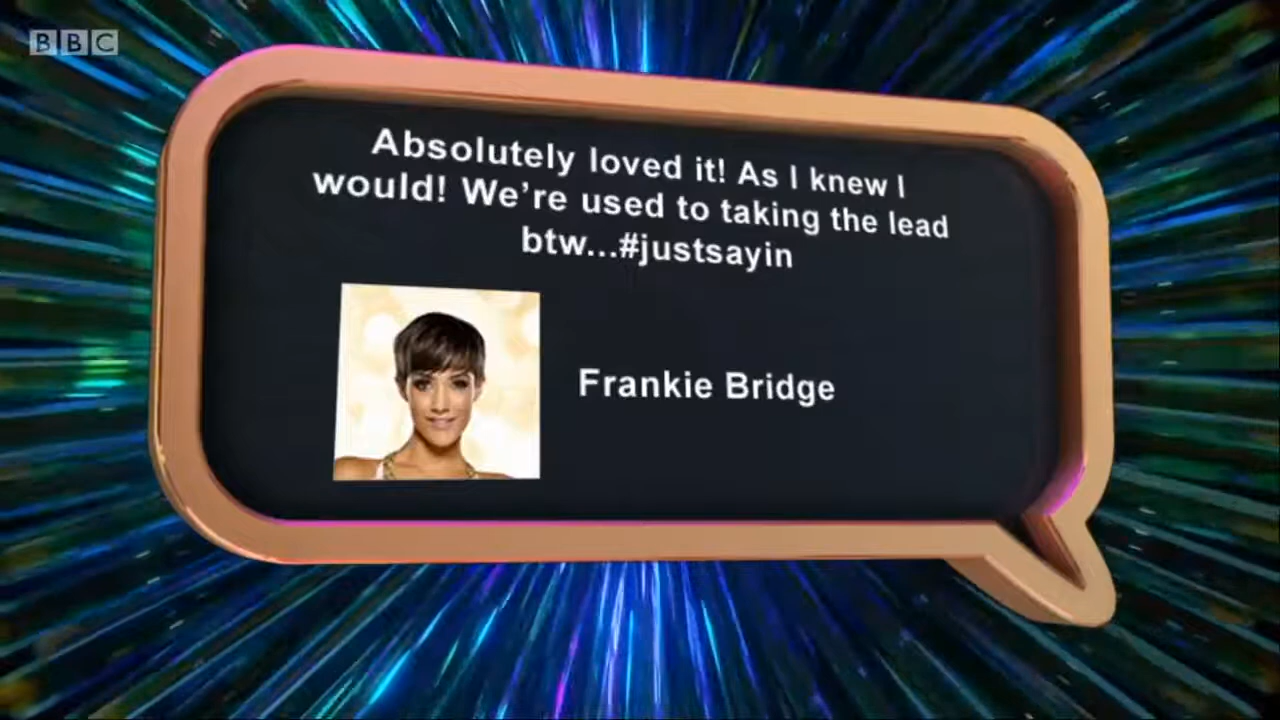 BBC
Absolutely loved it! As I knew I
would! We’re used to taking the lead
btw...#justsayin
Frankie Bridge